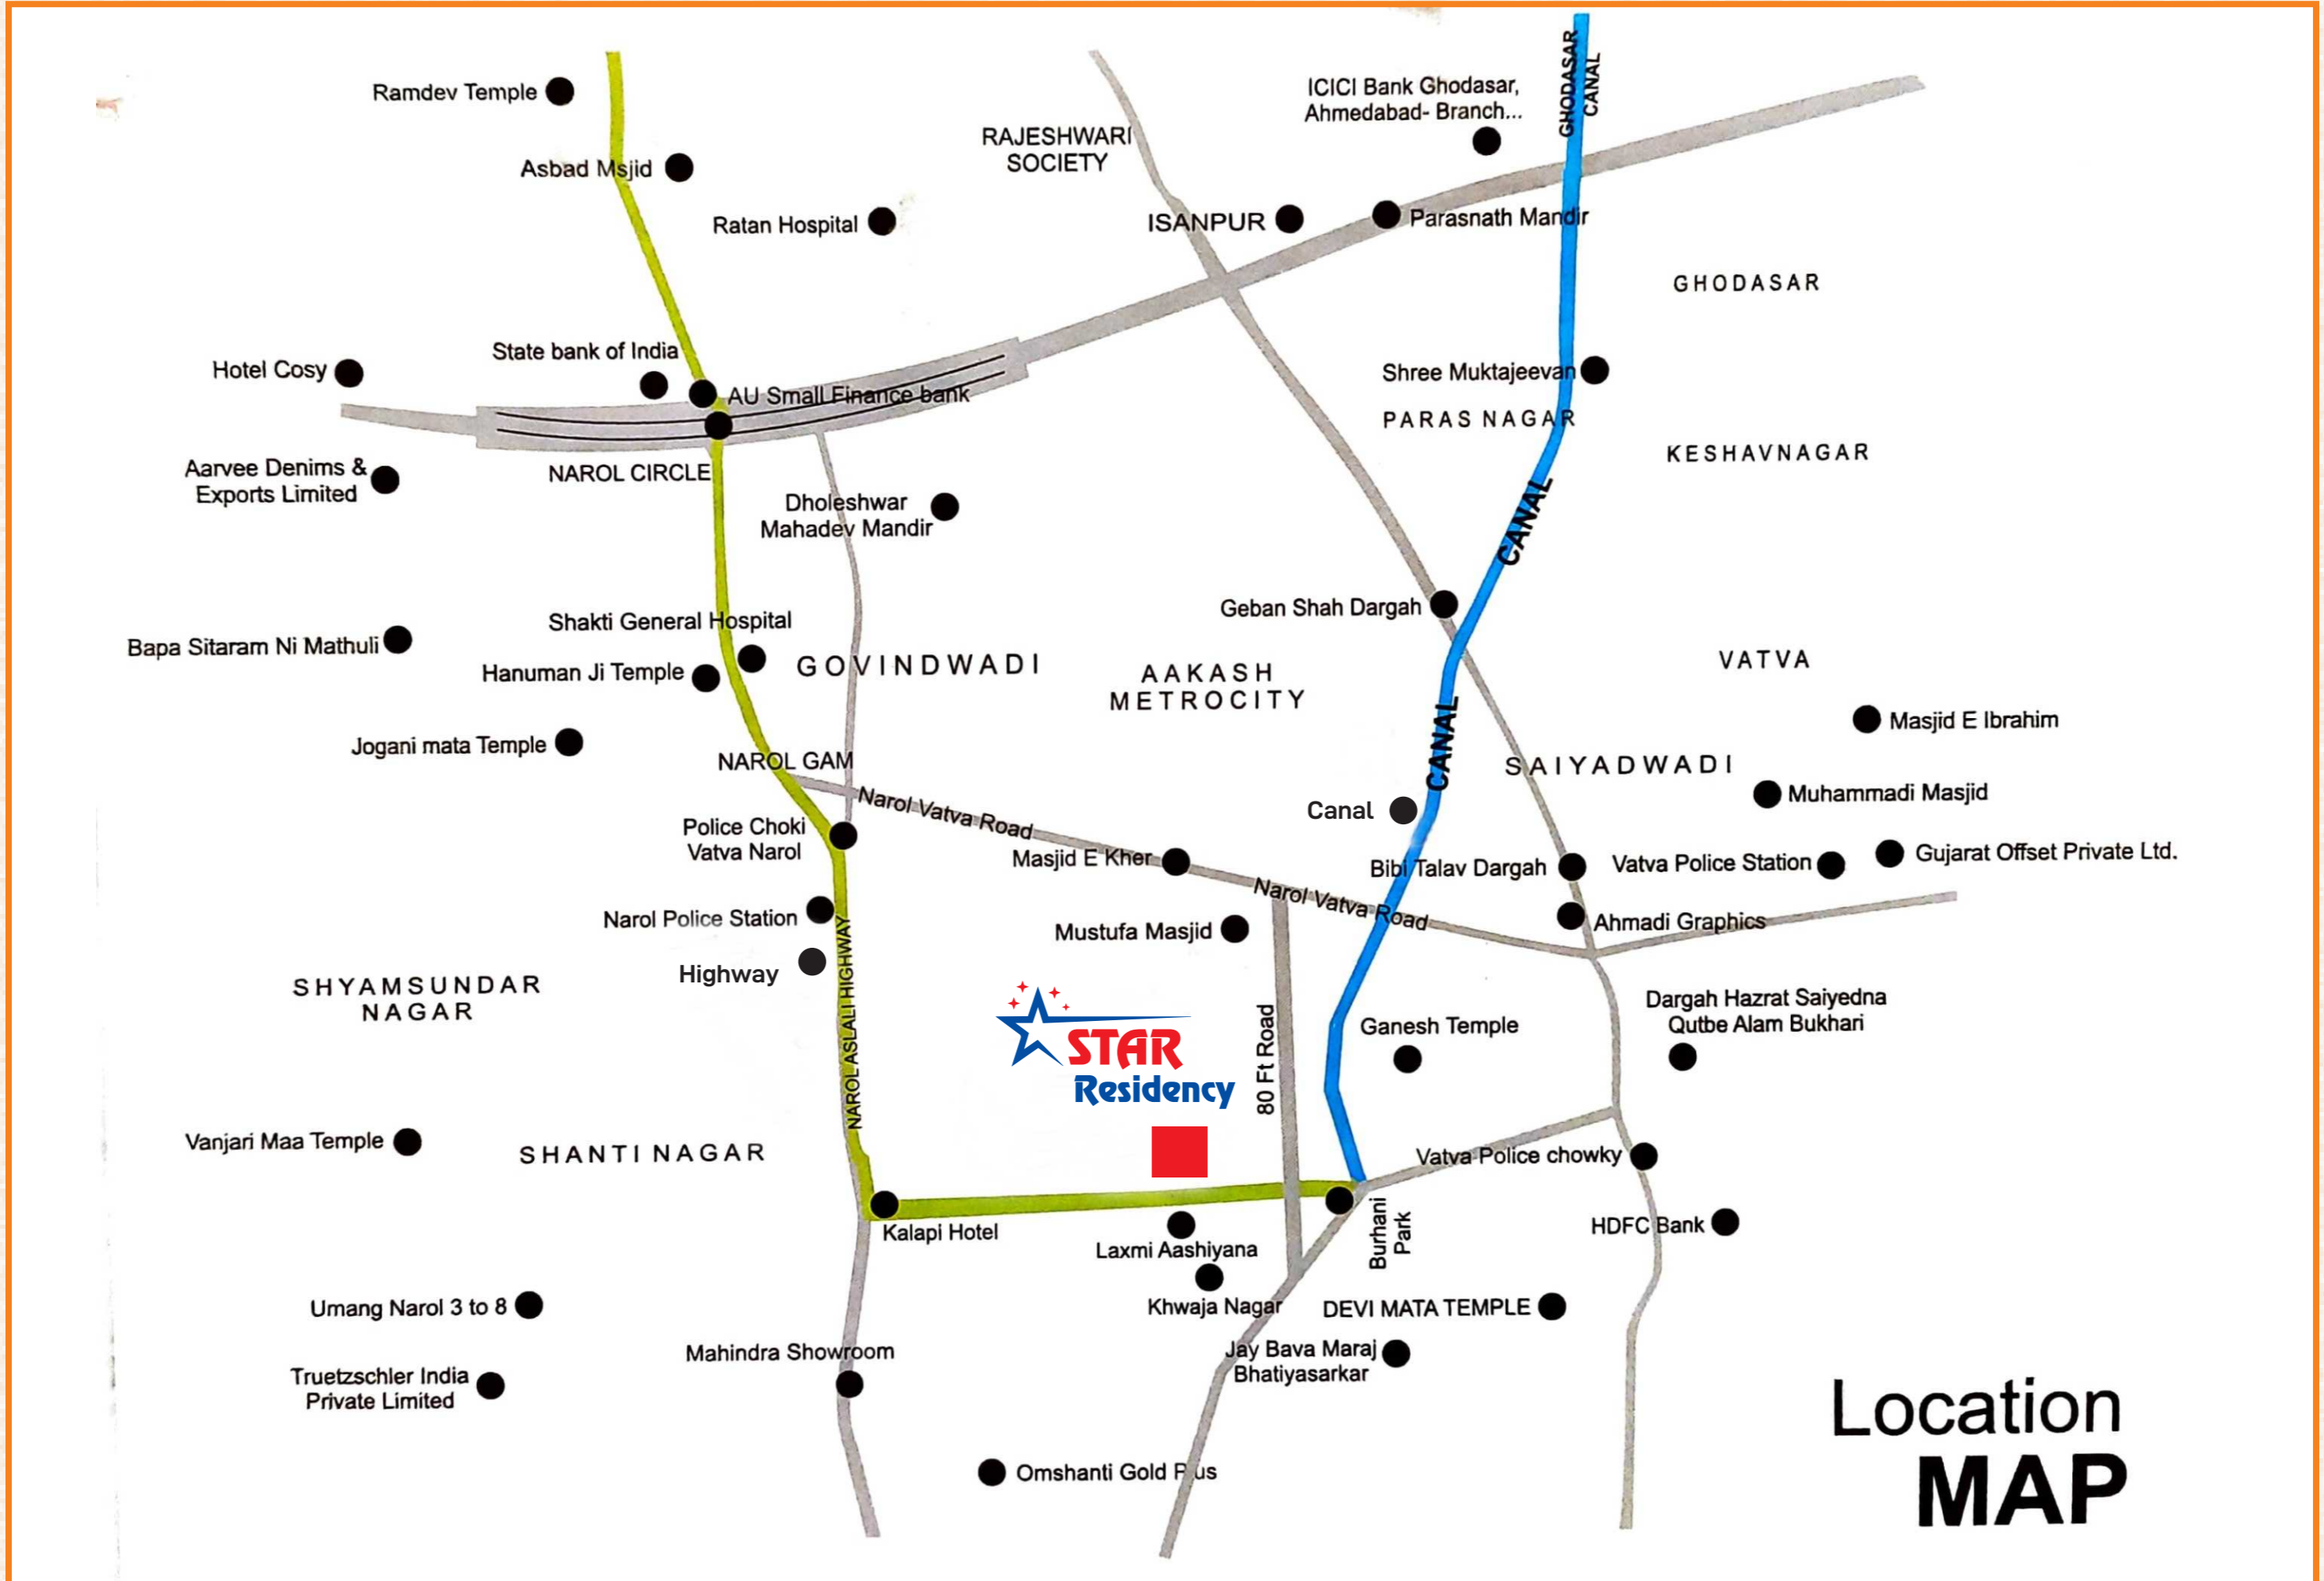 Ramdev Temple
Asbad Msjid
Ratan Hospital
RAJESHWARI
SOCIETY
ICICI Bank Ghodasar,
Ahmedabad- Branch...
GHODASAR
CANAL
ISANPUR
Parasnath Mandir
GHODASAR
State bank of India
Hotel Cosy
AU Small Finance bank
Shree Muktajeevan
PARAS NAGAR
KESHAVNAGAR
NAROL CIRCLE
Aarvee Denims &
Exports Limited
Dholeshwar
Mahadev Mandir
CANAL
Geban Shah Dargah
Shakti General Hospital
Bapa Sitaram Ni Mathuli
Hanuman Ji Temple
GOVINDWADI
AAKASH
METROCITY
VATVA
Masjid E Ibrahim
Jogani mata Temple
NAROL GAM
CANAL
SAIYADWADI
Muhammadi Masjid
Narol Vatva Road
Canal
Police Choki
Vatva Narol
Masjid E Kher
Bibi Talav Dargah
Vatva Police Station
Gujarat Offset Private Ltd.
Narol Vatva Road
Narol Police Station
Mustufa Masjid
Ahmadi Graphics
Highway
NAROL ASLALI HIGHWAY
SHYAMSUNDAR
NAGAR
STAR
Residency
80 Ft Road
Ganesh Temple
Dargah Hazrat Saiyedna
Qutbe Alam Bukhari
Vanjari Maa Temple
SHANTI NAGAR
Vatva Police chowky
Kalapi Hotel
Laxmi Aashiyana
Burhani
Park
HDFC Bank
Umang Narol 3 to 8
Khwaja Nagar
DEVI MATA TEMPLE
Mahindra Showroom
Jay Bava Maraj
Bhatiyasarkar
Truetzschler India
Private Limited
Omshanti Gold Plus
Location
MAP